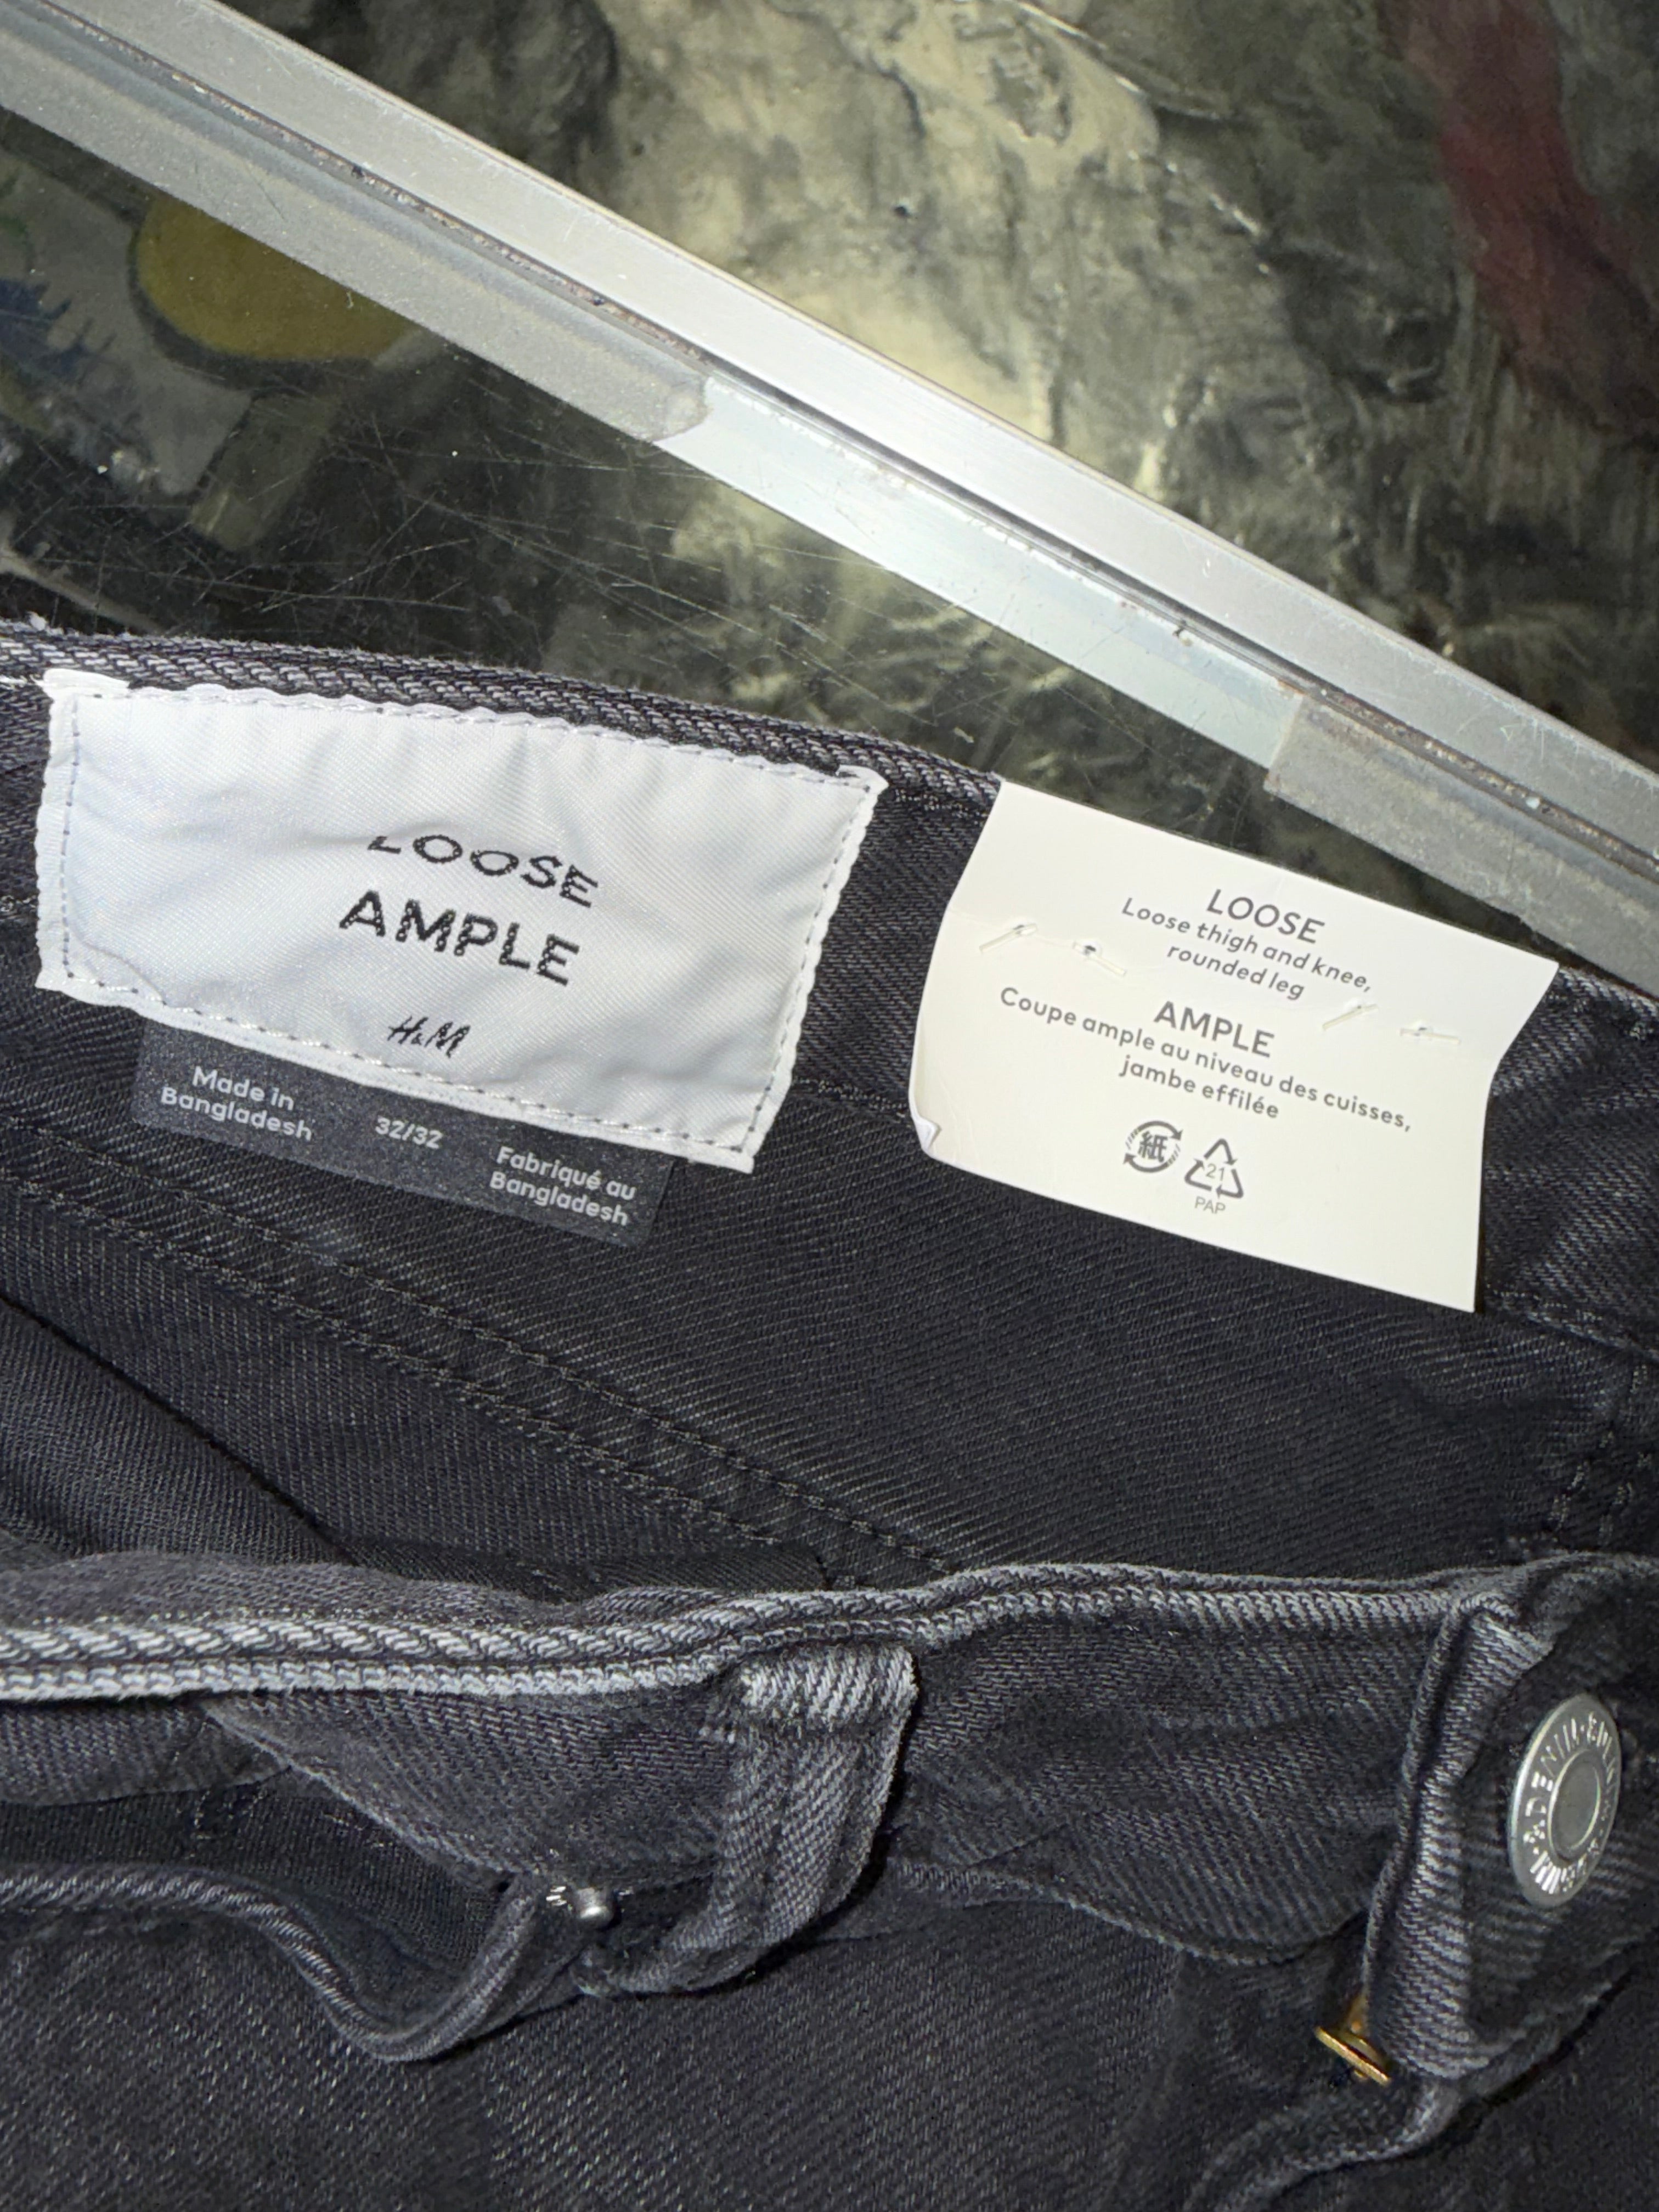 LOOSE
AMPLE
H&M
Made in
Bangladesh
32/32
Fabriqué au
Bangladesh
LOOSE
Loose thigh and knee,
rounded leg
AMPLE
Coupe ample au niveau des cuisses,
jambe effilée
紙
21
PAP